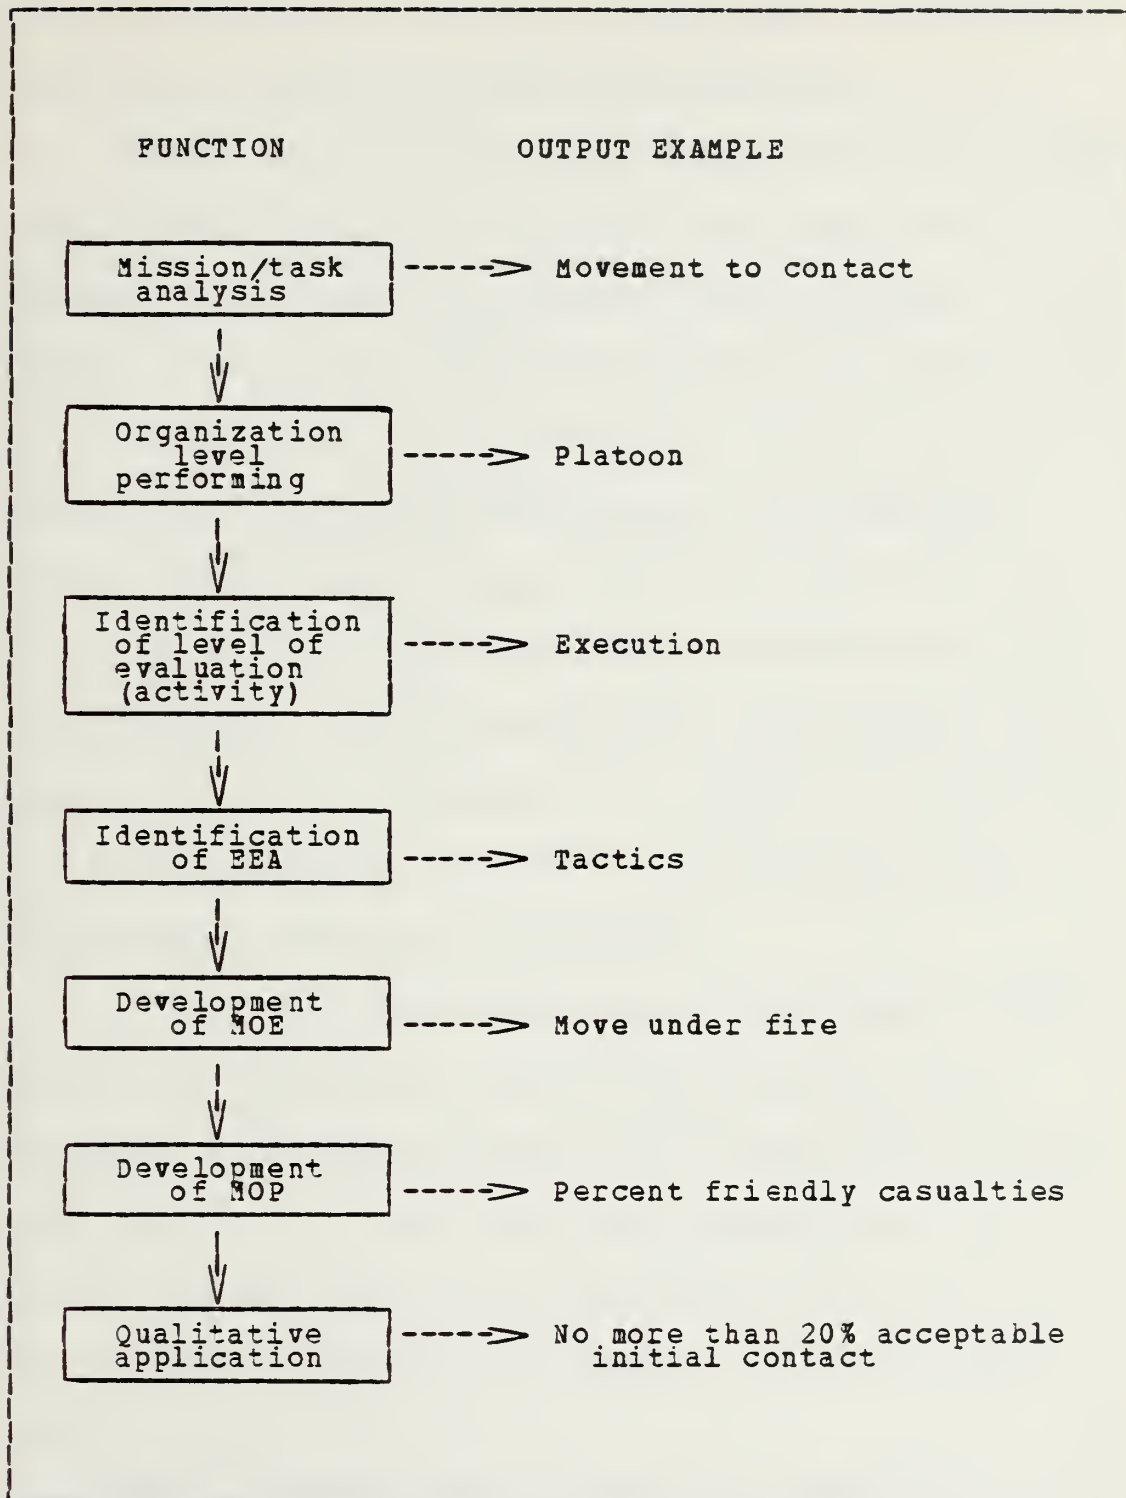 FUNCTION OUTPUT EXAMPLE
Mission/task Movement to contact
analysis
Organization
level Platoon
performing
Identification
of level of Execution
evaluation
(activity)
Identification
of EEA Tactics
Development
of MOE Move under fire
Development
of MOP Percent friendly casualties
Qualitative No more than 20% acceptable
application initial contact